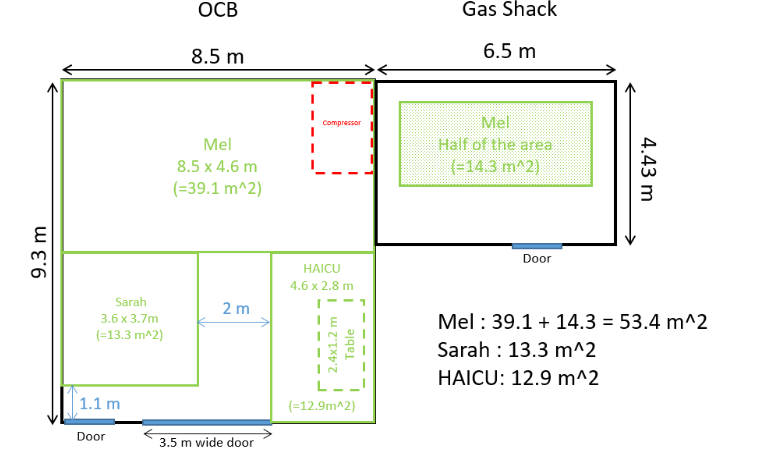 OCB
Gas Shack
8.5 m
6.5 m
Compressor
Mel
8.5 x 4.6 m
(=39.1 m^2)
Mel
Half of the area
(=14.3 m^2)
4.43 m
9.3 m
Door
HAICU
4.6 x 2.8 m
Sarah
3.6 x 3.7m
(=13.3 m^2)
2 m
2.4x1.2 m
Table
(=12.9m^2)
1.1 m
Door
3.5 m wide door
Mel : 39.1 + 14.3 = 53.4 m^2
Sarah : 13.3 m^2
HAICU: 12.9 m^2